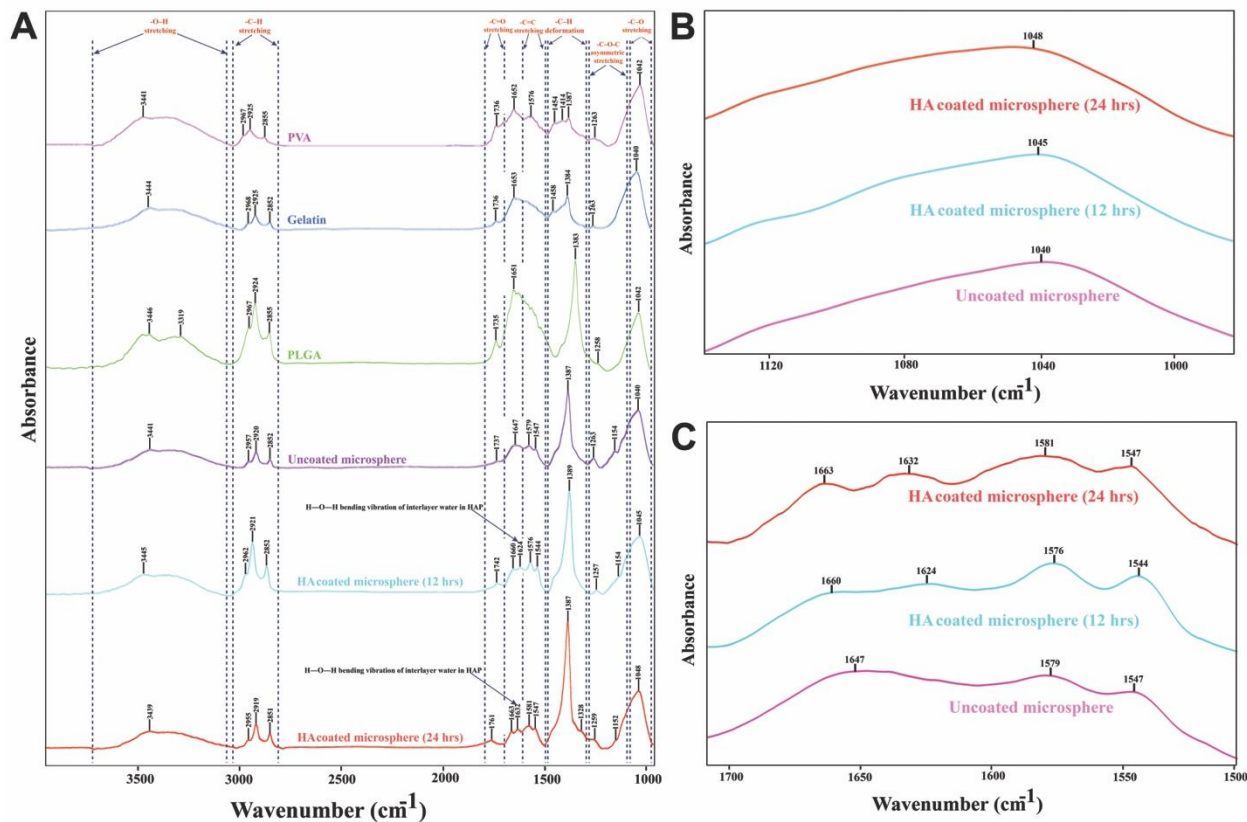 A
-O-H
stretching
-C-H
stretching
-C=O
stretching
-C=C
stretching
-C-H
deformation
-C-O-C
asymmetric
stretching
-C-O
stretching
3441
2967
2925
2855
1736
1652
1576
1454
1414
1387
1263
1042
PVA
3444
2968
2925
2852
1736
1653
1458
1384
1263
1040
Gelatin
3446
3319
2967
2924
2855
1735
1651
1383
1258
1042
PLGA
3441
2957
2920
2852
1737
1647
1579
1547
1387
1263
1154
1040
Uncoated microsphere
H—O—H bending vibration of interlayer water in HAP
3445
2962
2921
2852
1742
1660
1624
1576
1544
1389
1257
1154
1045
HA coated microsphere (12 hrs)
H—O—H bending vibration of interlayer water in HAP
3439
2955
2919
2851
1761
1663
1632
1581
1547
1387
1328
1259
1152
1048
HA coated microsphere (24 hrs)
3500
3000
2500
2000
1500
1000
Wavenumber (cm-1)
Absorbance
B
1048
HA coated microsphere (24 hrs)
1045
HA coated microsphere (12 hrs)
1040
Uncoated microsphere
1120
1080
1040
1000
Wavenumber (cm-1)
Absorbance
C
1663
1632
1581
1547
HA coated microsphere (24 hrs)
1660
1624
1576
1544
HA coated microsphere (12 hrs)
1647
1579
1547
Uncoated microsphere
1700
1650
1600
1550
1500
Wavenumber (cm-1)
Absorbance